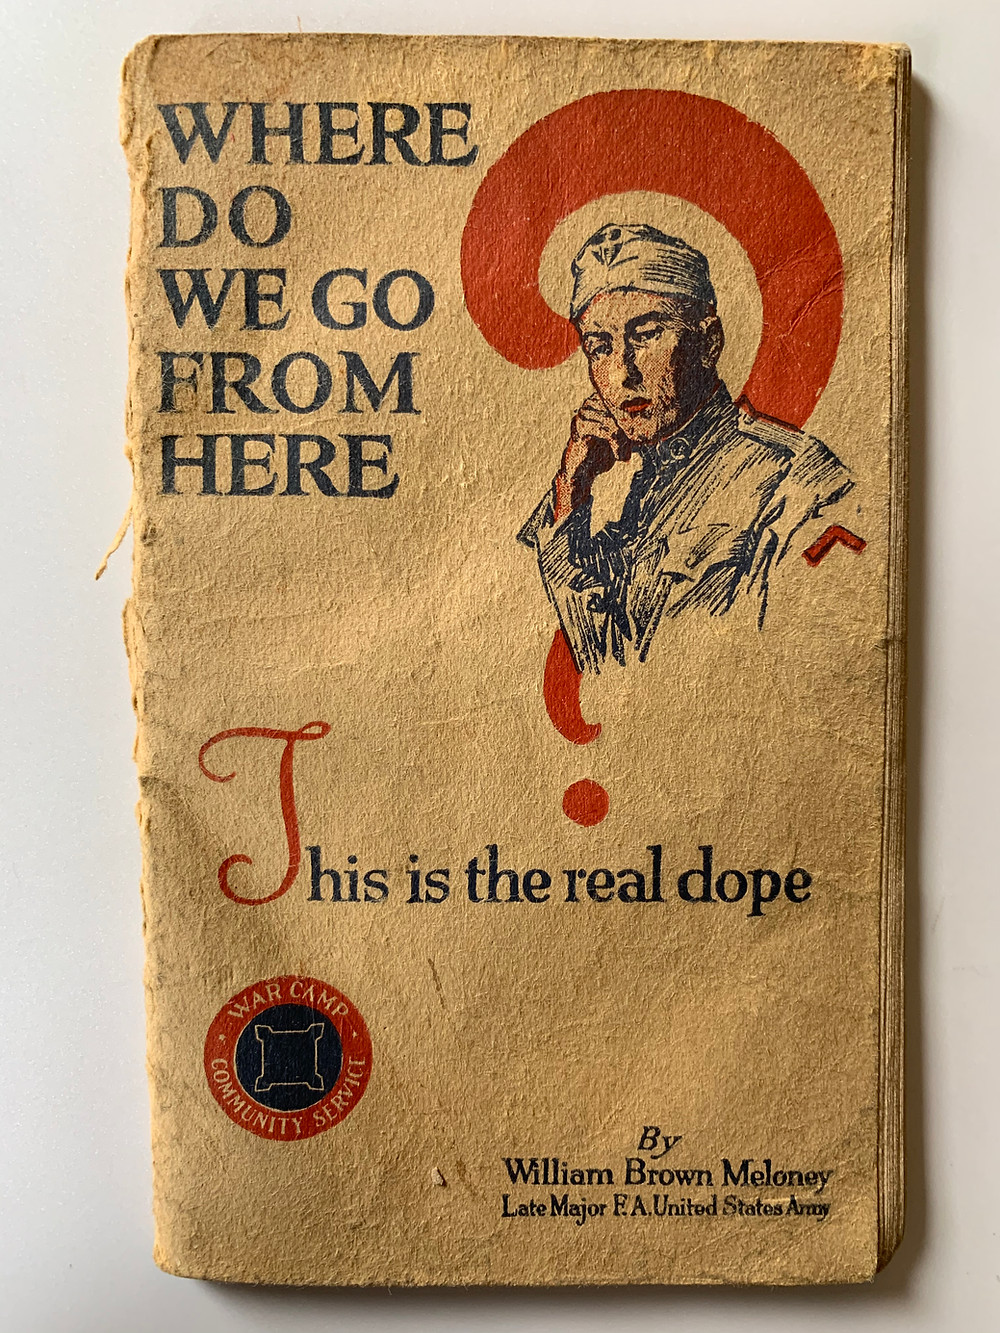 WHERE
DO
WE GO
FROM
HERE
This is the real dope
WAR CAMP
COMMUNITY SERVICE
By
William Brown Meloney
Late Major F.A. United States Army